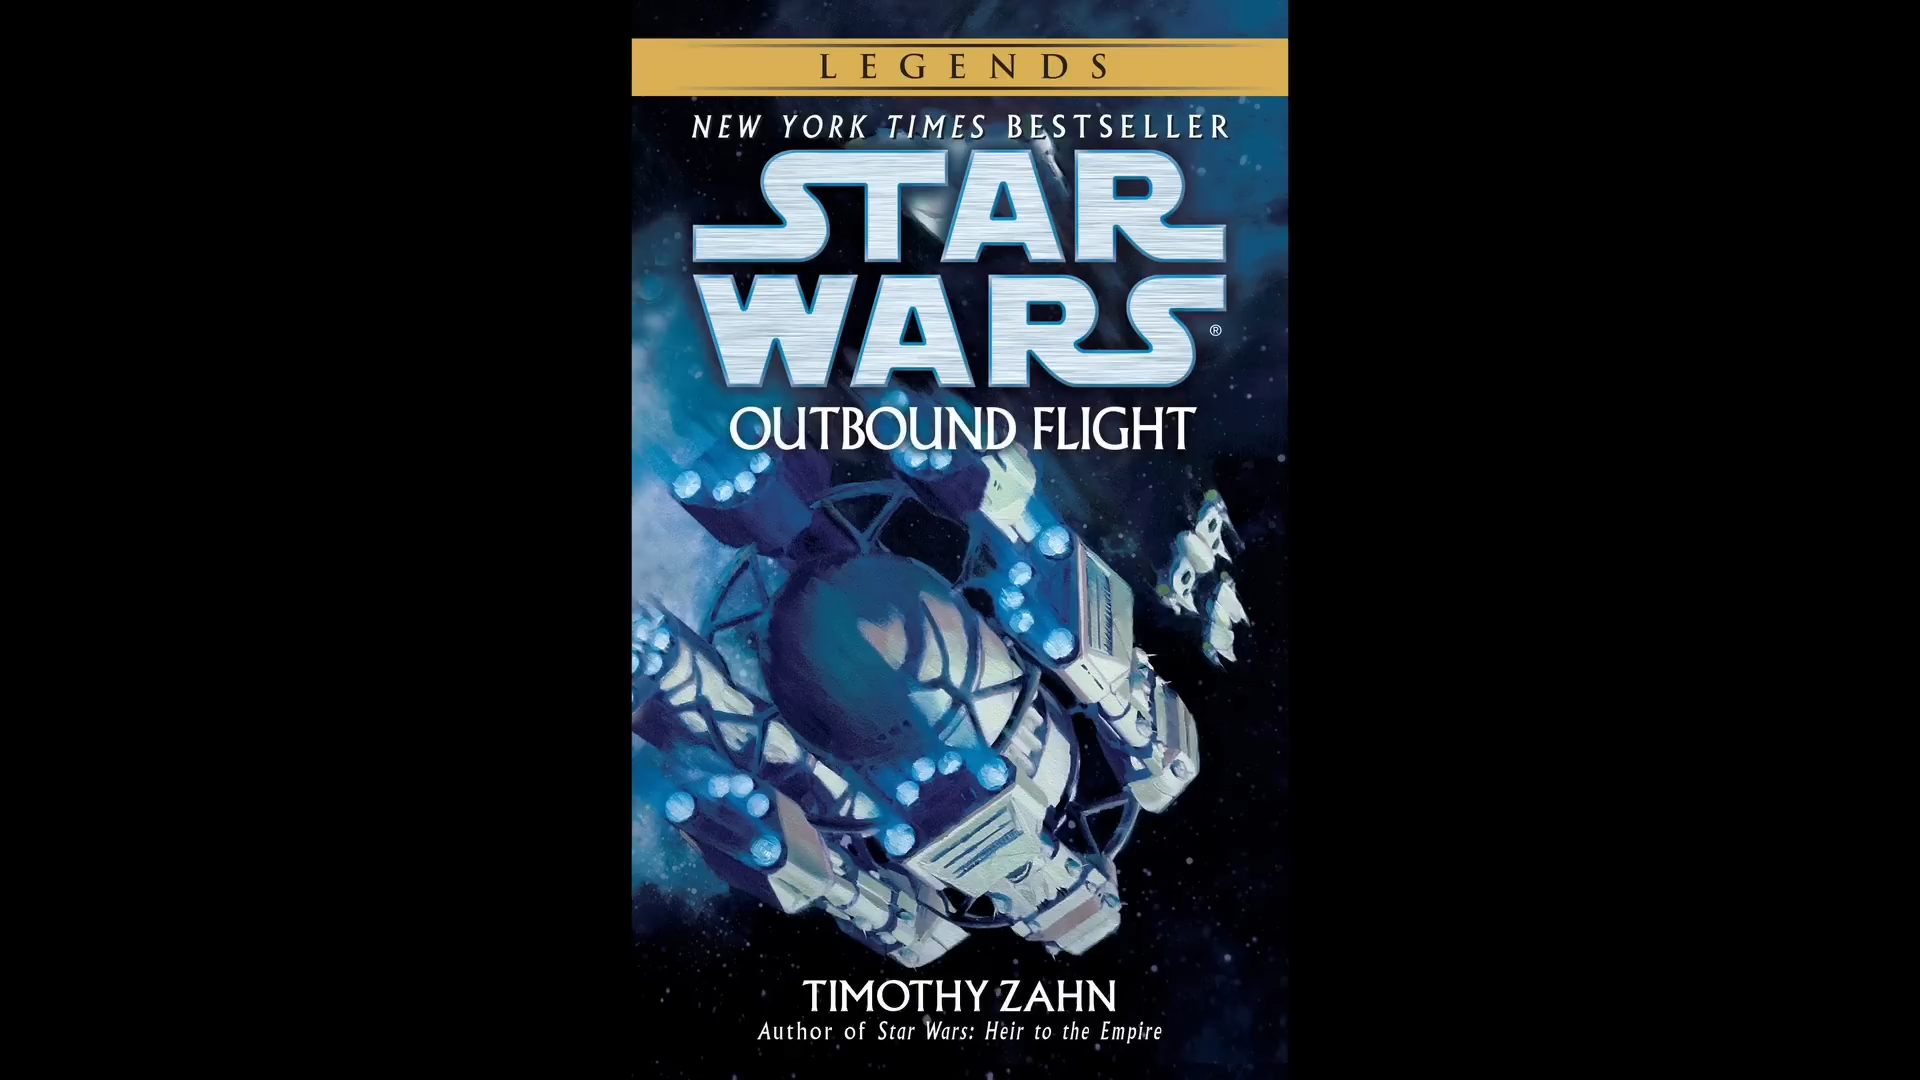 LEGENDS
NEW YORK TIMES BESTSELLER
STAR
WARS®
OUTBOUND FLIGHT
TIMOTHY ZAHN
Author of Star Wars: Heir to the Empire